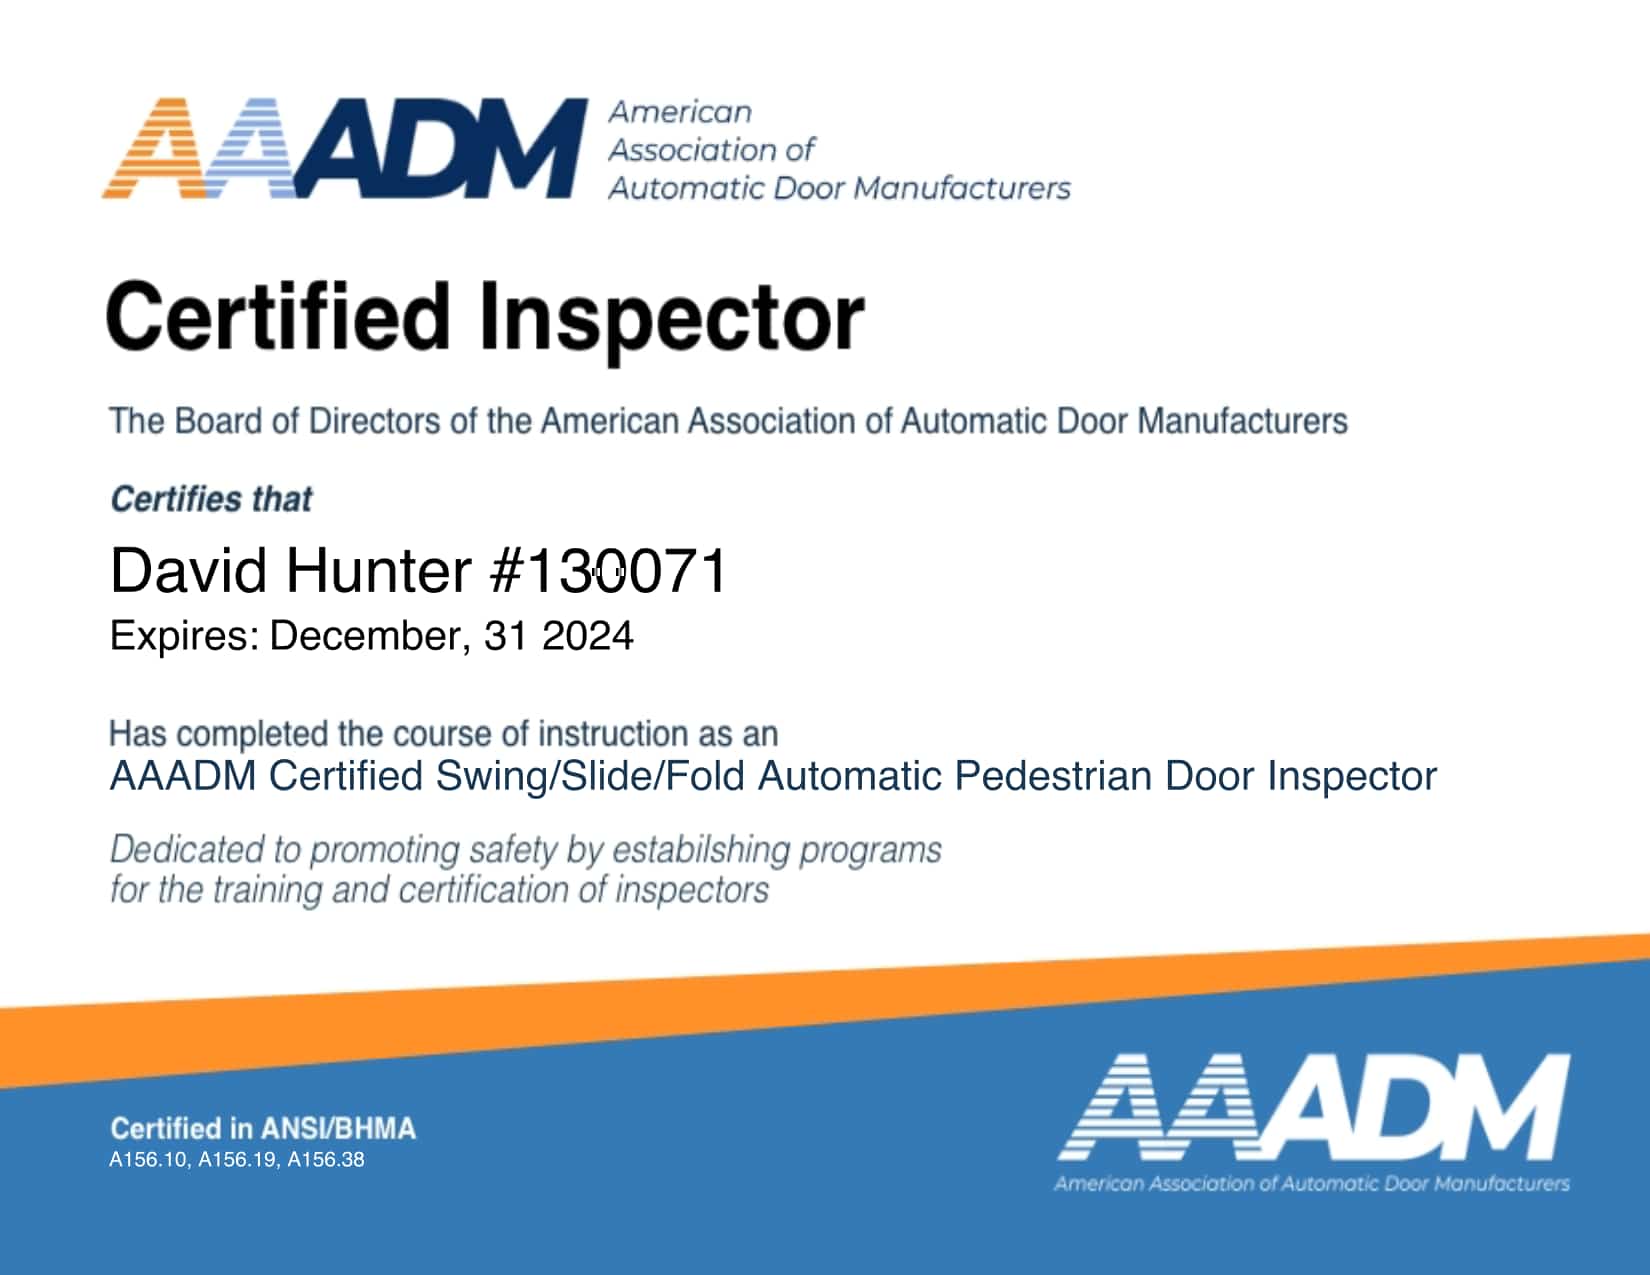 AAADM
American
Association of
Automatic Door Manufacturers
Certified Inspector
The Board of Directors of the American Association of Automatic Door Manufacturers
Certifies that
David Hunter #130071
Expires: December, 31 2024
Has completed the course of instruction as an
AAADM Certified Swing/Slide/Fold Automatic Pedestrian Door Inspector
Dedicated to promoting safety by estabilshing programs
for the training and certification of inspectors
Certified in ANSI/BHMA
A156.10, A156.19, A156.38
AAADM
American Association of Automatic Door Manufacturers